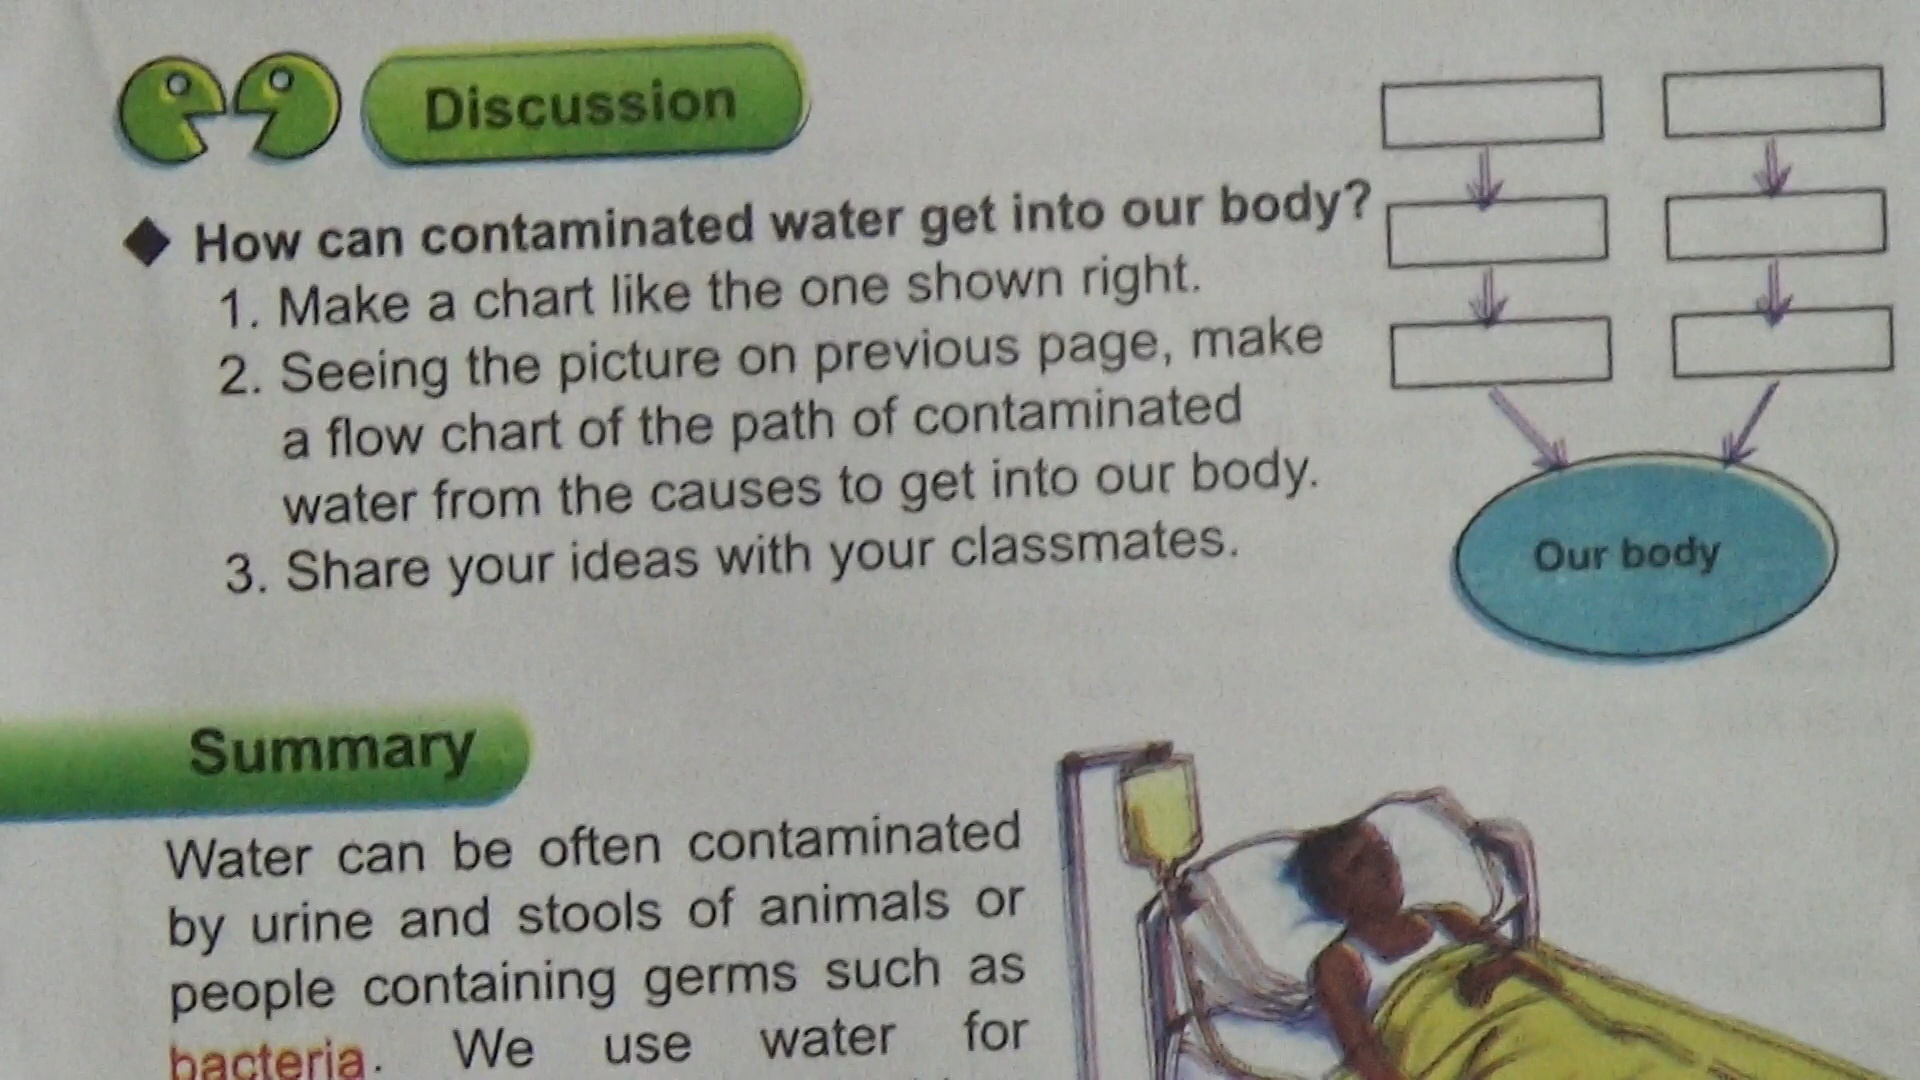 Discussion
How can contaminated water get into our body?
1. Make a chart like the one shown right.
2. Seeing the picture on previous page, make
a flow chart of the path of contaminated
water from the causes to get into our body.
3. Share your ideas with your classmates.
Our body
Summary
Water can be often contaminated
by urine and stools of animals or
people containing germs such as
bacteria. We use water for